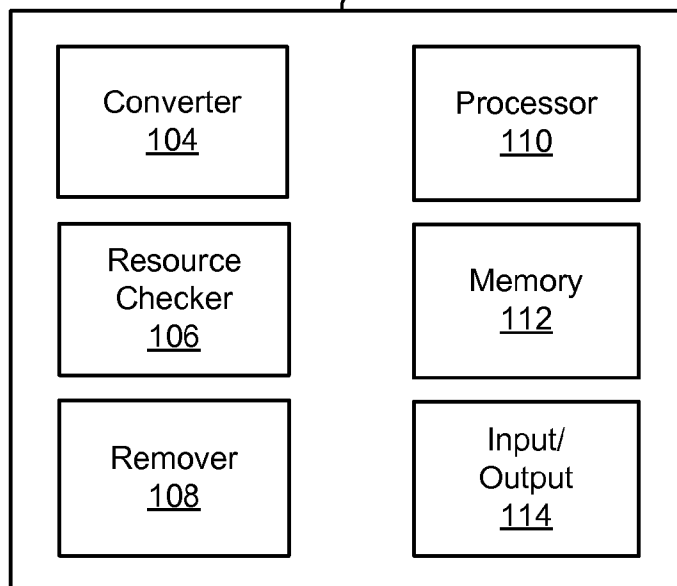 Converter
104
Resource
Checker
106
Remover
108
Processor
110
Memory
112
Input/
Output
114